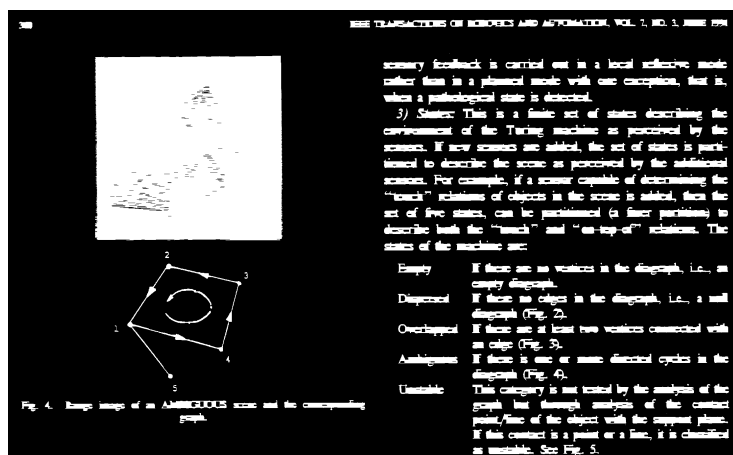 IEEE TRANSACTIONS ON ROBOTICS AND AUTOMATION, VOL. 7, NO. 3, JUNE 1991
2
3
1
4
5
Fig. 4. Range image of an AMBIGUOUS scene and the corresponding
graph.
sensory feedback is carried out in a local reflexive mode
rather than in a planned mode with one exception, that is,
when a pathological state is detected.
3) States: This is a finite set of states describing the
environment of the Turing machine as perceived by the
sensors. If new sensors are added, the set of states is parti-
tioned to describe the scene as perceived by the additional
sensors. For example, if a sensor capable of determining the
"touch" relations of objects in the scene is added, then the
set of five states, can be partitioned (a finer partition) to
describe both the "touch" and "on-top-of" relations. The
states of the machine are:
Empty If there are no vertices in the diagraph, i.e., an
empty diagraph.
Dispersed If there no edges in the diagraph, i.e., a null
diagraph (Fig. 2).
Overlapped If there are at least two vertices connected with
an edge (Fig. 3).
Ambiguous If there is one or more directed cycles in the
diagraph (Fig. 4).
Unstable This category is not tested by the analysis of the
graph but through analysis of the contact
point/line of the object with the support plane.
If this contact is a point or a line, it is classified
as unstable. See Fig. 5.